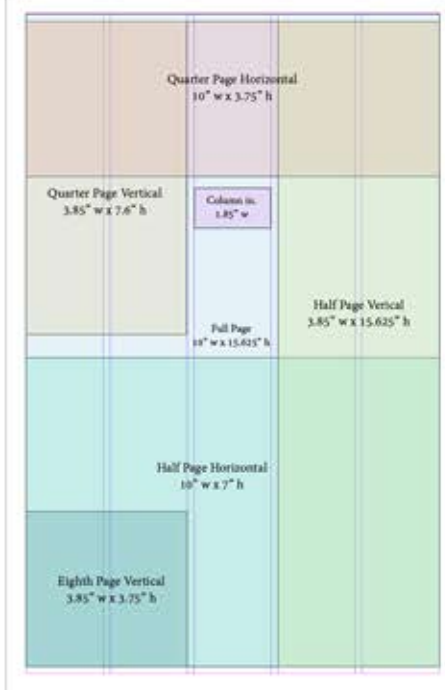 Quarter Page Horizontal
10" w x 3.75" h
Quarter Page Vertical
3.85" w x 7.6" h
Column in.
1.85" w
Half Page Verical
3.85" w x 15.625" h
Full Page
10" w x 15.625" h
Half Page Horizontal
10" w x 7" h
Eighth Page Vertical
3.85" w x 3.75" h